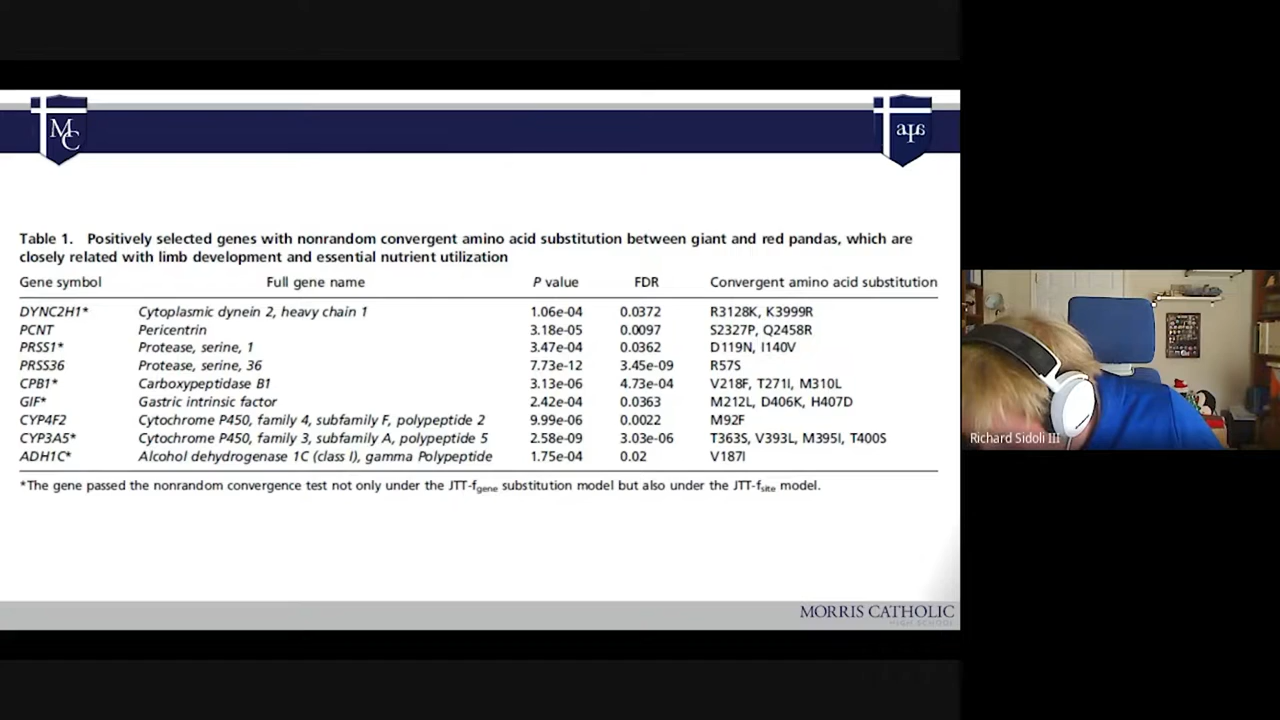 MC
Table 1. Positively selected genes with nonrandom convergent amino acid substitution between giant and red pandas, which are
closely related with limb development and essential nutrient utilization
Gene symbol Full gene name P value FDR Convergent amino acid substitution
DYNC2H1* Cytoplasmic dynein 2, heavy chain 1 1.06e-04 0.0372 R3128K, K3999R
PCNT Pericentrin 3.18e-05 0.0097 S2327P, Q2458R
PRSS1* Protease, serine, 1 3.47e-04 0.0362 D119N, I140V
PRSS36 Protease, serine, 36 7.73e-12 3.45e-09 R57S
CPB1* Carboxypeptidase B1 3.13e-06 4.73e-04 V218F, T271I, M310L
GIF* Gastric intrinsic factor 2.42e-04 0.0363 M212L, D406K, H407D
CYP4F2 Cytochrome P450, family 4, subfamily F, polypeptide 2 9.99e-06 0.0022 M92F
CYP3A5* Cytochrome P450, family 3, subfamily A, polypeptide 5 2.58e-09 3.03e-06 T363S, V393L, M395I, T400S
ADH1C* Alcohol dehydrogenase 1C (class I), gamma Polypeptide 1.75e-04 0.02 V187I
*The gene passed the nonrandom convergence test not only under the JTT-fgene substitution model but also under the JTT-fsite model.
Richard Sidoli III
MORRIS CATHOLIC
HIGH SCHOOL